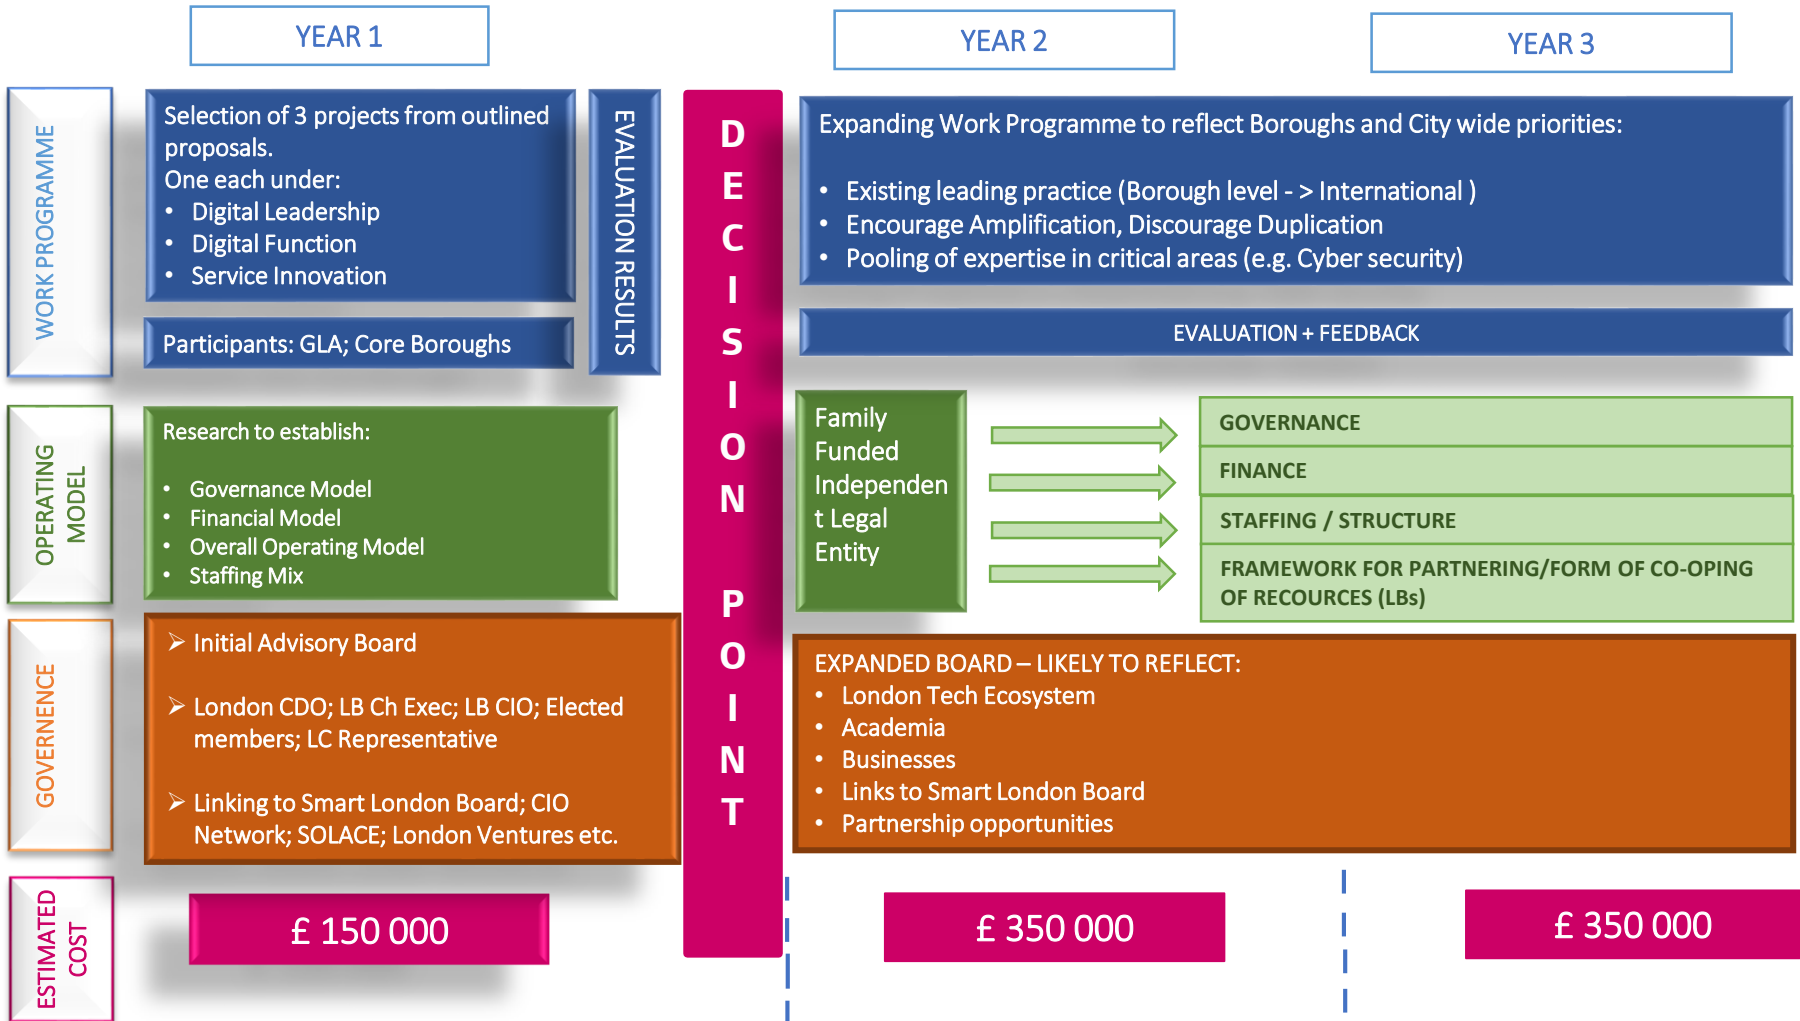 YEAR 1
YEAR 2
YEAR 3
WORK PROGRAMME
Selection of 3 projects from outlined
proposals.
One each under:
• Digital Leadership
• Digital Function
• Service Innovation
Participants: GLA; Core Boroughs
EVALUATION RESULTS
DECISION POINT
Expanding Work Programme to reflect Boroughs and City wide priorities:
• Existing leading practice (Borough level - > International )
• Encourage Amplification, Discourage Duplication
• Pooling of expertise in critical areas (e.g. Cyber security)
EVALUATION + FEEDBACK
OPERATING
MODEL
Research to establish:
• Governance Model
• Financial Model
• Overall Operating Model
• Staffing Mix
Family
Funded
Independen
t Legal
Entity
GOVERNANCE
FINANCE
STAFFING / STRUCTURE
FRAMEWORK FOR PARTNERING/FORM OF CO-OPING
OF RECOURCES (LBs)
GOVERNENCE
➢ Initial Advisory Board
➢ London CDO; LB Ch Exec; LB CIO; Elected
members; LC Representative
➢ Linking to Smart London Board; CIO
Network; SOLACE; London Ventures etc.
EXPANDED BOARD – LIKELY TO REFLECT:
• London Tech Ecosystem
• Academia
• Businesses
• Links to Smart London Board
• Partnership opportunities
ESTIMATED
COST
£ 150 000
£ 350 000
£ 350 000